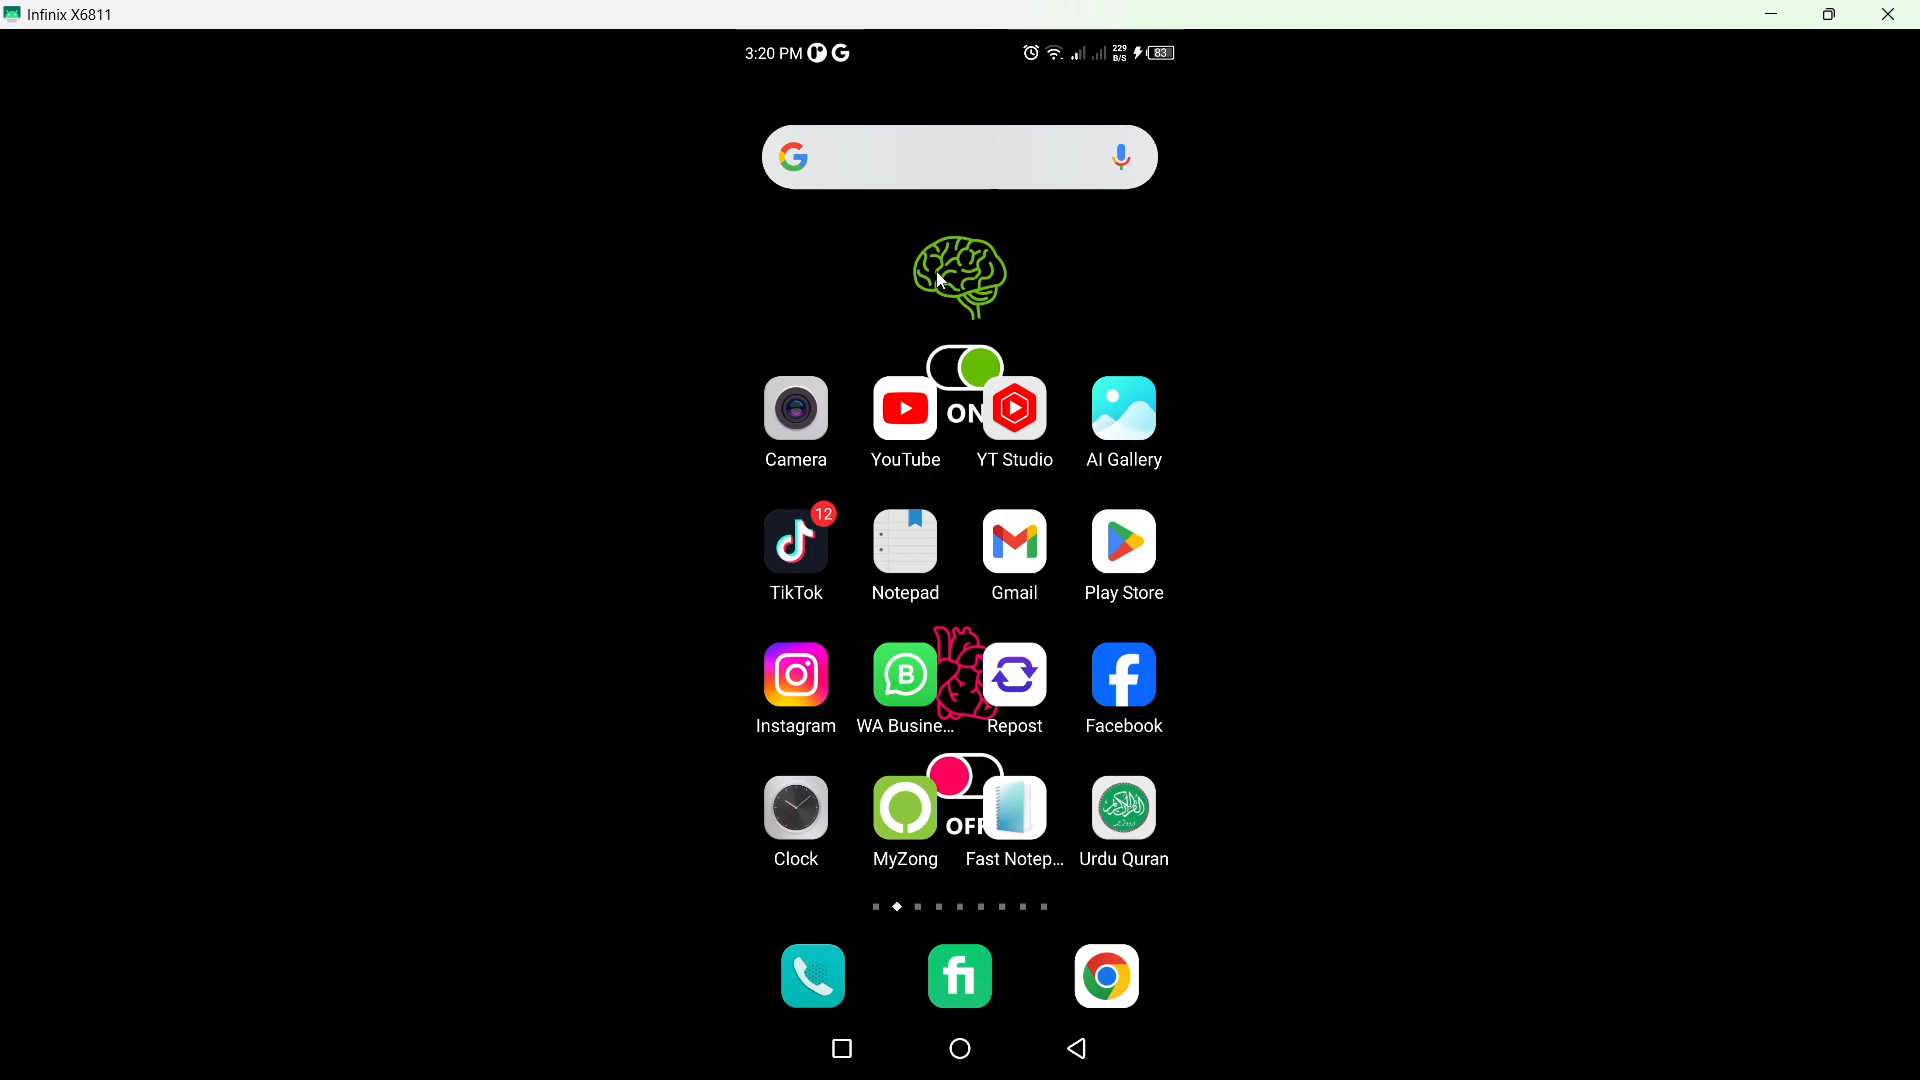 Infinix X6811
3:20 PM
229
B/S
83
ON
Camera
YouTube
YT Studio
AI Gallery
12
TikTok
Notepad
Gmail
Play Store
B
Instagram
WA Busine...
Repost
Facebook
OFF
Clock
MyZong
Fast Notep...
Urdu Quran
fi